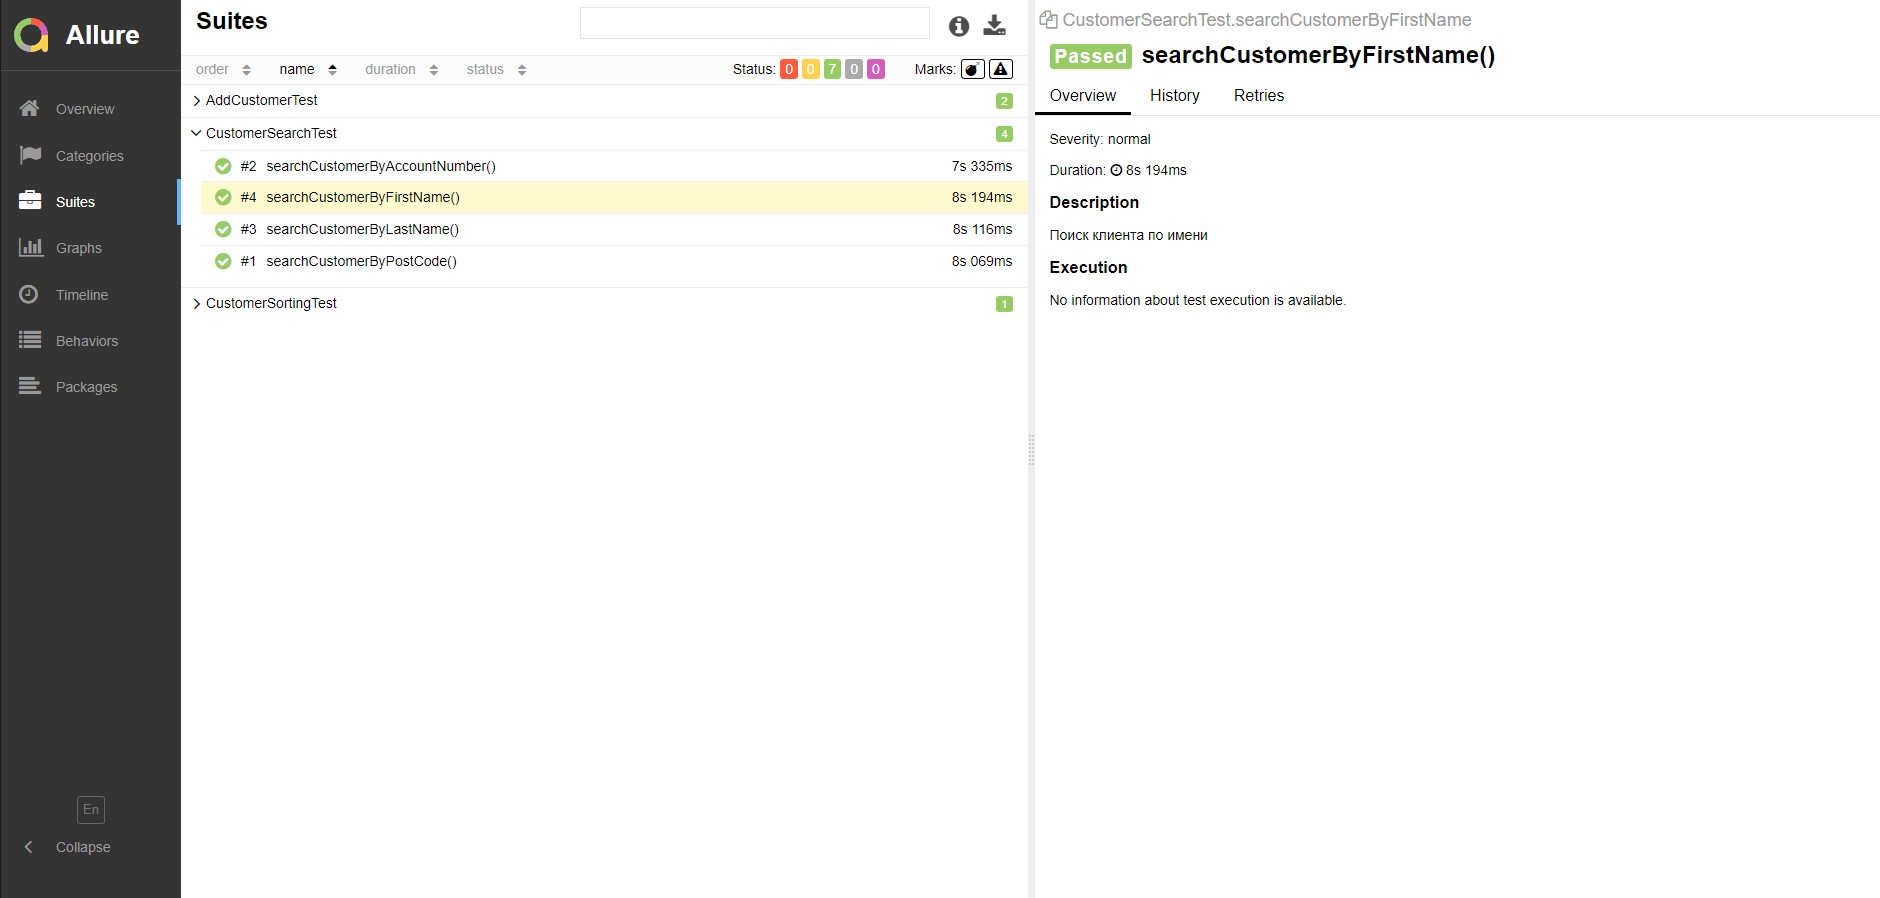 Allure
Overview
Categories
Suites
Graphs
Timeline
Behaviors
Packages
En
Collapse
Suites
order name duration status Status: 0 0 7 0 0 Marks:
AddCustomerTest 2
CustomerSearchTest 4
#2 searchCustomerByAccountNumber() 7s 335ms
#4 searchCustomerByFirstName() 8s 194ms
#3 searchCustomerByLastName() 8s 116ms
#1 searchCustomerByPostCode() 8s 069ms
CustomerSortingTest 1
CustomerSearchTest.searchCustomerByFirstName
Passed searchCustomerByFirstName()
Overview History Retries
Severity: normal
Duration: 8s 194ms
Description
Поиск клиента по имени
Execution
No information about test execution is available.